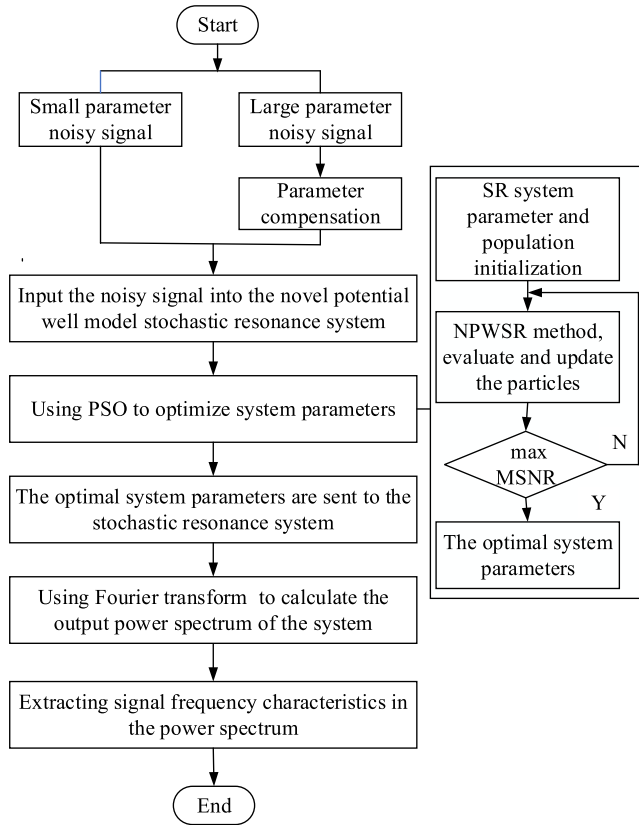 Start
Small parameter
noisy signal
Large parameter
noisy signal
Parameter
compensation
Input the noisy signal into the novel potential
well model stochastic resonance system
Using PSO to optimize system parameters
The optimal system parameters are sent to the
stochastic resonance system
Using Fourier transform to calculate the
output power spectrum of the system
Extracting signal frequency characteristics in
the power spectrum
End
SR system
parameter and
population
initialization
NPWSR method,
evaluate and update
the particles
max
MSNR
N
Y
The optimal system
parameters